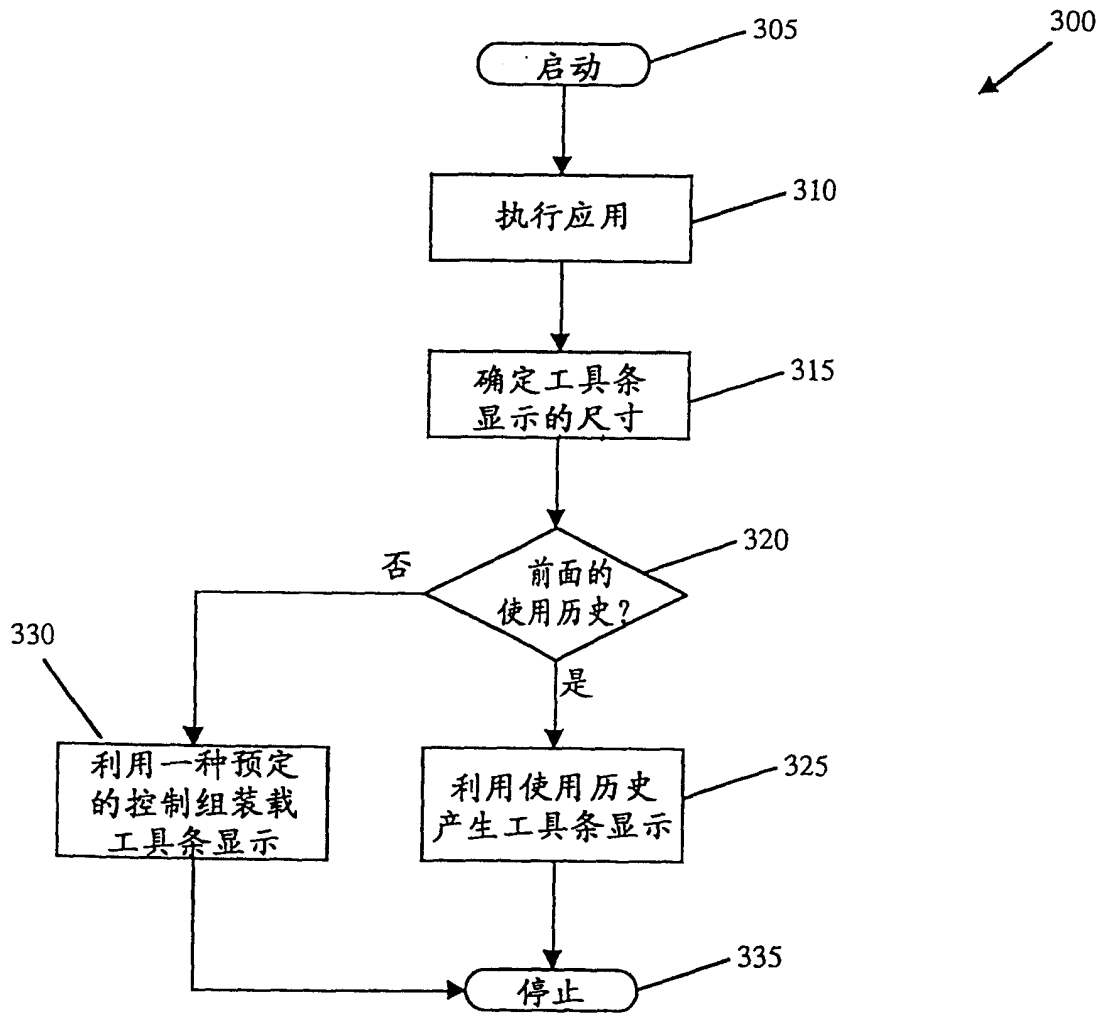 305
300
启动
310
执行应用
315
确定工具条
显示的尺寸
320
否
前面的
使用历史?
330
是
利用一种预定
的控制组装载
工具条显示
325
利用使用历史
产生工具条显示
335
停止